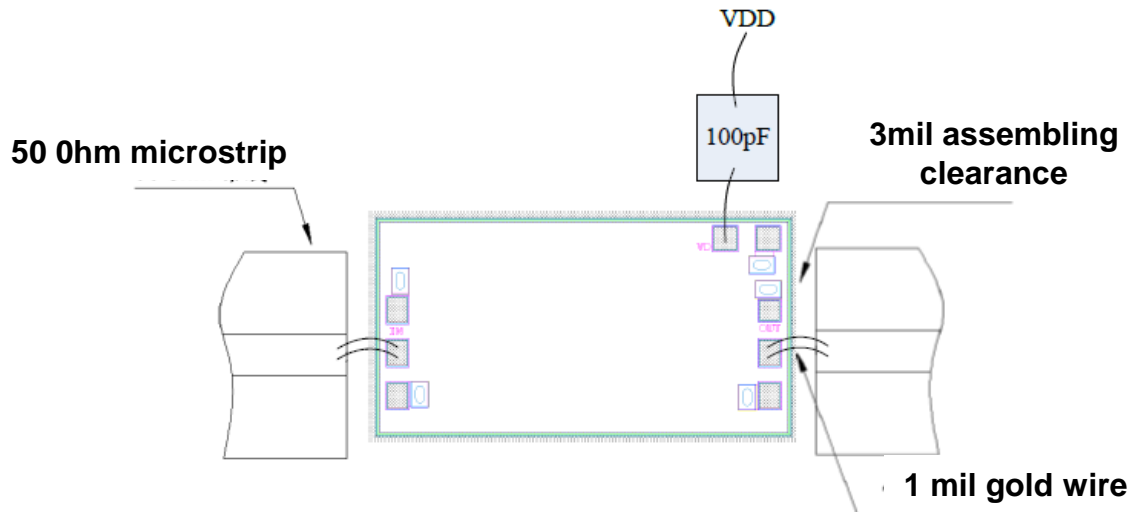 VDD
100pF
50 0hm microstrip
3mil assembling
clearance
IN
OUT
1 mil gold wire